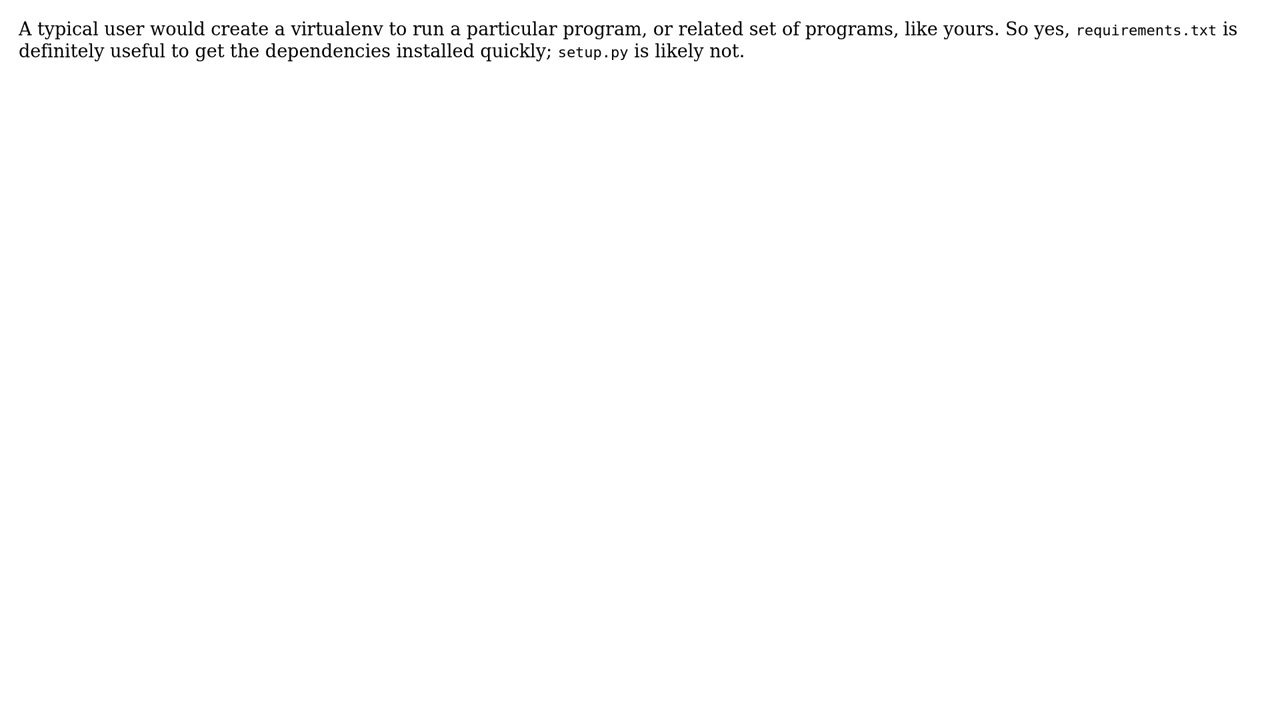 A typical user would create a virtualenv to run a particular program, or related set of programs, like yours. So yes, requirements.txt is
definitely useful to get the dependencies installed quickly; setup.py is likely not.